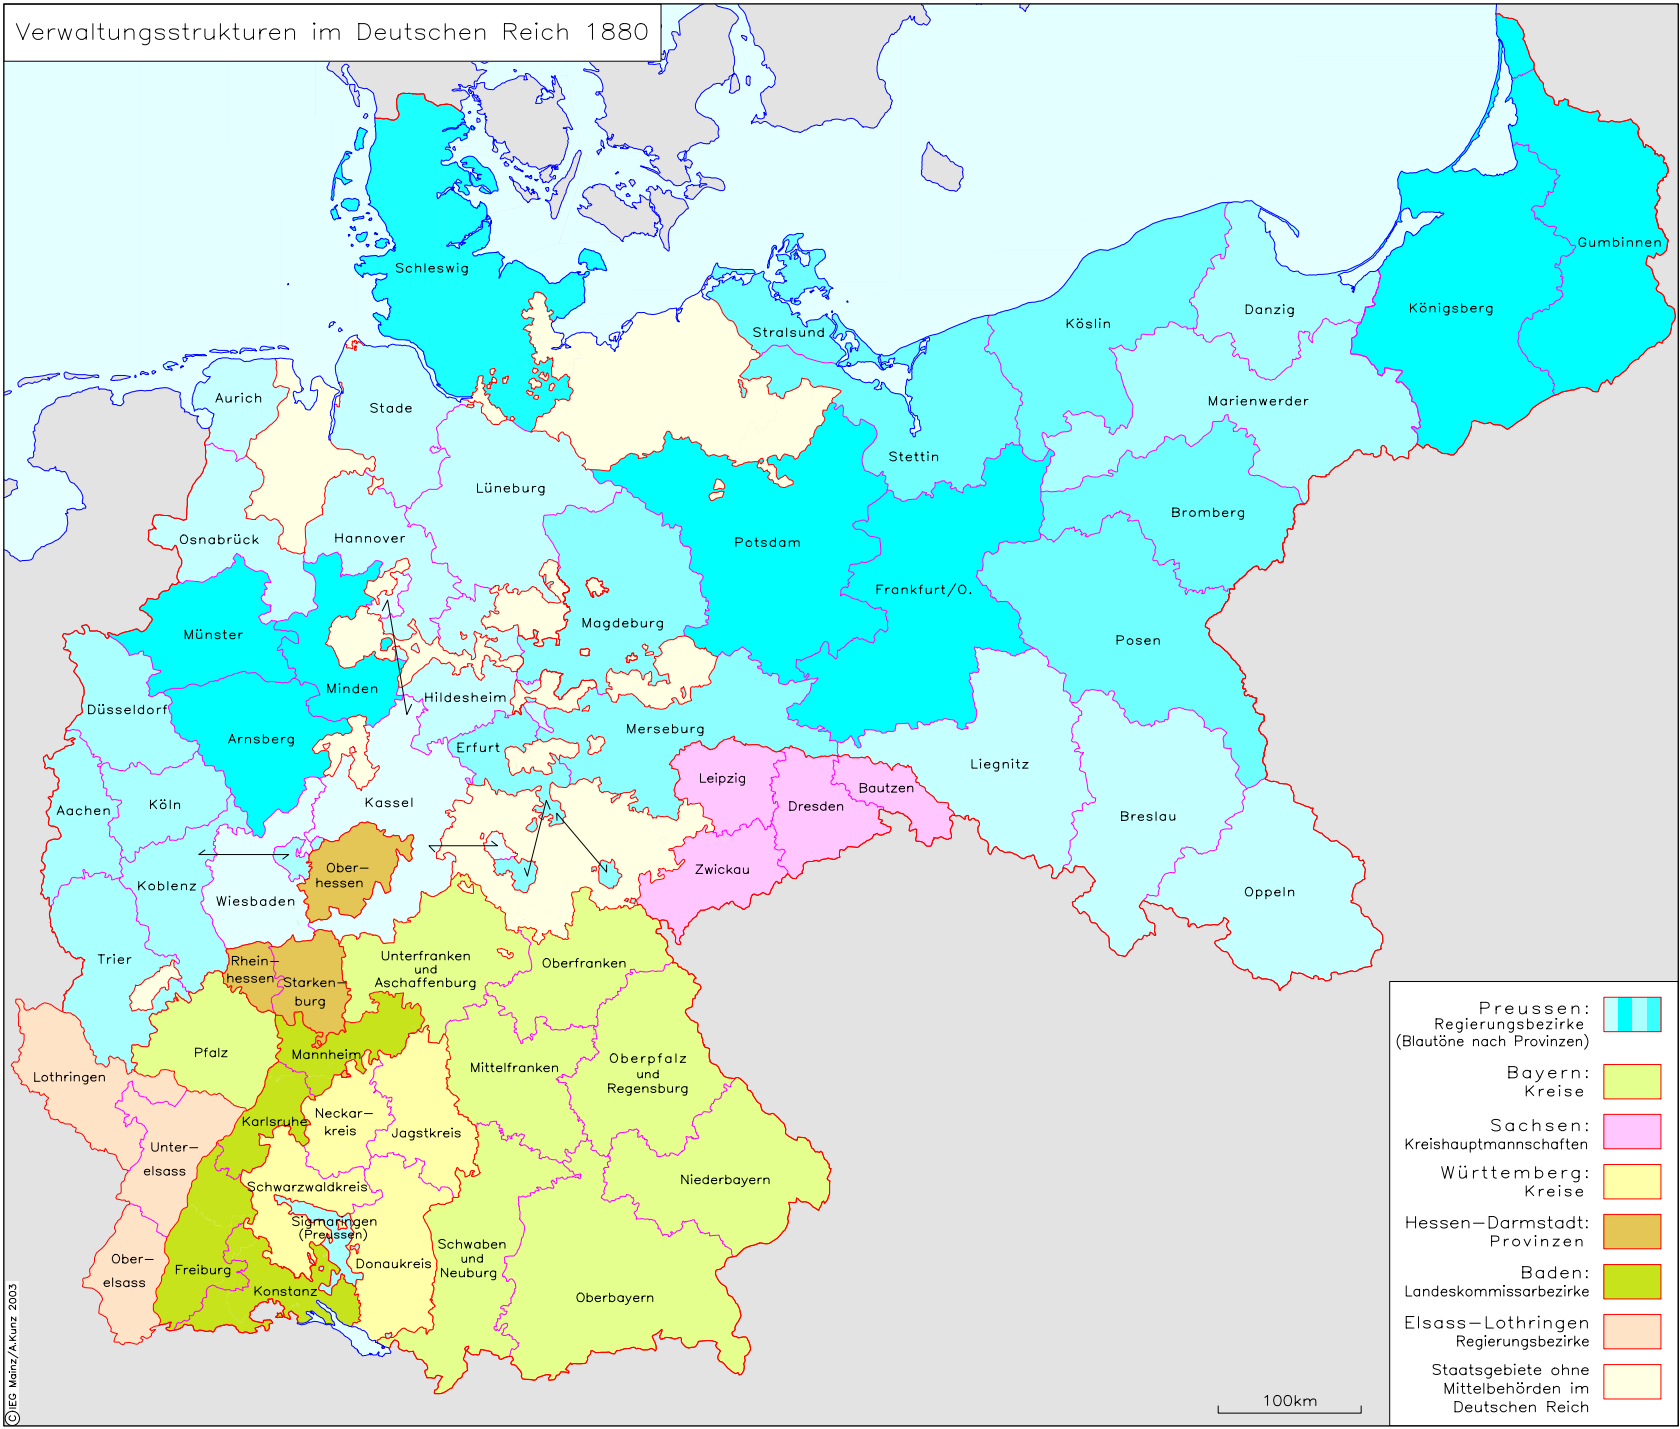 Verwaltungsstrukturen im Deutschen Reich 1880
Schleswig
Gumbinnen
Königsberg
Danzig
Köslin
Stralsund
Marienwerder
Aurich
Stade
Stettin
Lüneburg
Bromberg
Osnabrück
Hannover
Potsdam
Frankfurt/O.
Magdeburg
Münster
Posen
Minden
Hildesheim
Düsseldorf
Arnsberg
Merseburg
Erfurt
Liegnitz
Leipzig
Bautzen
Dresden
Aachen
Köln
Kassel
Breslau
Zwickau
Ober-
hessen
Koblenz
Wiesbaden
Oppeln
Trier
Rhein-
hessen
Starken-
burg
Unterfranken
und
Aschaffenburg
Oberfranken
Pfalz
Mannheim
Mittelfranken
Oberpfalz
und
Regensburg
Lothringen
Karlsruhe
Neckar-
kreis
Jagstkreis
Unter-
elsass
Schwarzwaldkreis
Niederbayern
Sigmaringen
(Preussen)
Ober-
elsass
Freiburg
Konstanz
Donaukreis
Schwaben
und
Neuburg
Oberbayern
Preussen:
Regierungsbezirke
(Blautöne nach Provinzen)
Bayern:
Kreise
Sachsen:
Kreishauptmannschaften
Württemberg:
Kreise
Hessen-Darmstadt:
Provinzen
Baden:
Landeskommissarbezirke
Elsass-Lothringen
Regierungsbezirke
Staatsgebiete ohne
Mittelbehörden im
Deutschen Reich
100km
©IEG Mainz/A.Kunz 2003